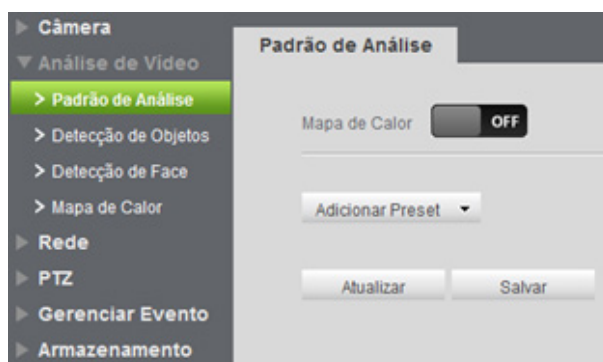 Câmera
Análise de Vídeo
> Padrão de Análise
> Detecção de Objetos
> Detecção de Face
> Mapa de Calor
Rede
PTZ
Gerenciar Evento
Armazenamento
Padrão de Análise
Mapa de Calor OFF
Adicionar Preset
Atualizar Salvar